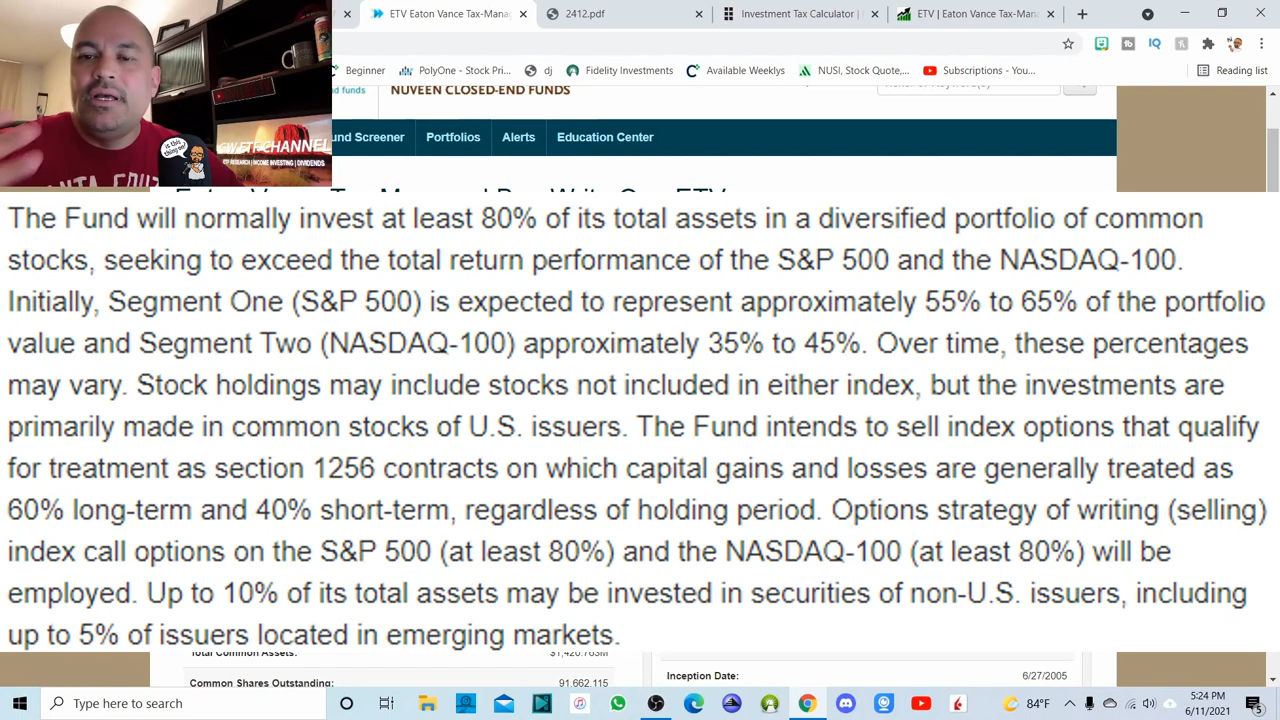 ETV Eaton Vance Tax-Mana
2412.pdf
Investment Tax Calculator |
ETV | Eaton Vance Tax-Man
Beginner
PolyOne - Stock Pri...
dj
Fidelity Investments
Available Weeklys
NUSI, Stock Quote,...
Subscriptions - You...
Reading list
NUVEEN CLOSED-END FUNDS
Portfolios
Alerts
Education Center
is this thing on?
CHANNEL
ETF RESEARCH | INCOME INVESTING | DIVIDENDS
The Fund will normally invest at least 80% of its total assets in a diversified portfolio of common
stocks, seeking to exceed the total return performance of the S&P 500 and the NASDAQ-100.
Initially, Segment One (S&P 500) is expected to represent approximately 55% to 65% of the portfolio
value and Segment Two (NASDAQ-100) approximately 35% to 45%. Over time, these percentages
may vary. Stock holdings may include stocks not included in either index, but the investments are
primarily made in common stocks of U.S. issuers. The Fund intends to sell index options that qualify
for treatment as section 1256 contracts on which capital gains and losses are generally treated as
60% long-term and 40% short-term, regardless of holding period. Options strategy of writing (selling)
index call options on the S&P 500 (at least 80%) and the NASDAQ-100 (at least 80%) will be
employed. Up to 10% of its total assets may be invested in securities of non-U.S. issuers, including
up to 5% of issuers located in emerging markets.
Total Common Assets:
Common Shares Outstanding:
91,662,115
Inception Date:
6/27/2005
Type here to search
84°F
5:24 PM
6/11/2021
5